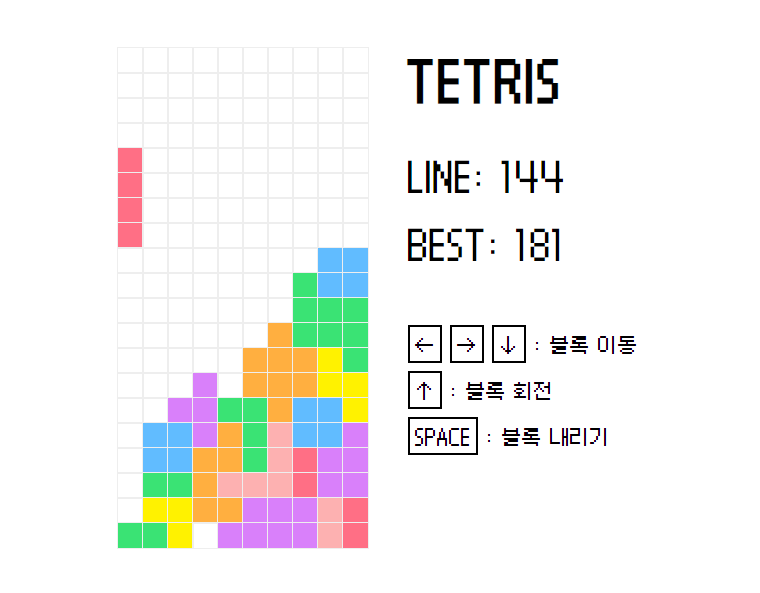 TETRIS
LINE: 144
BEST: 181
← → ↓ : 블록 이동
↑ : 블록 회전
SPACE : 블록 내리기